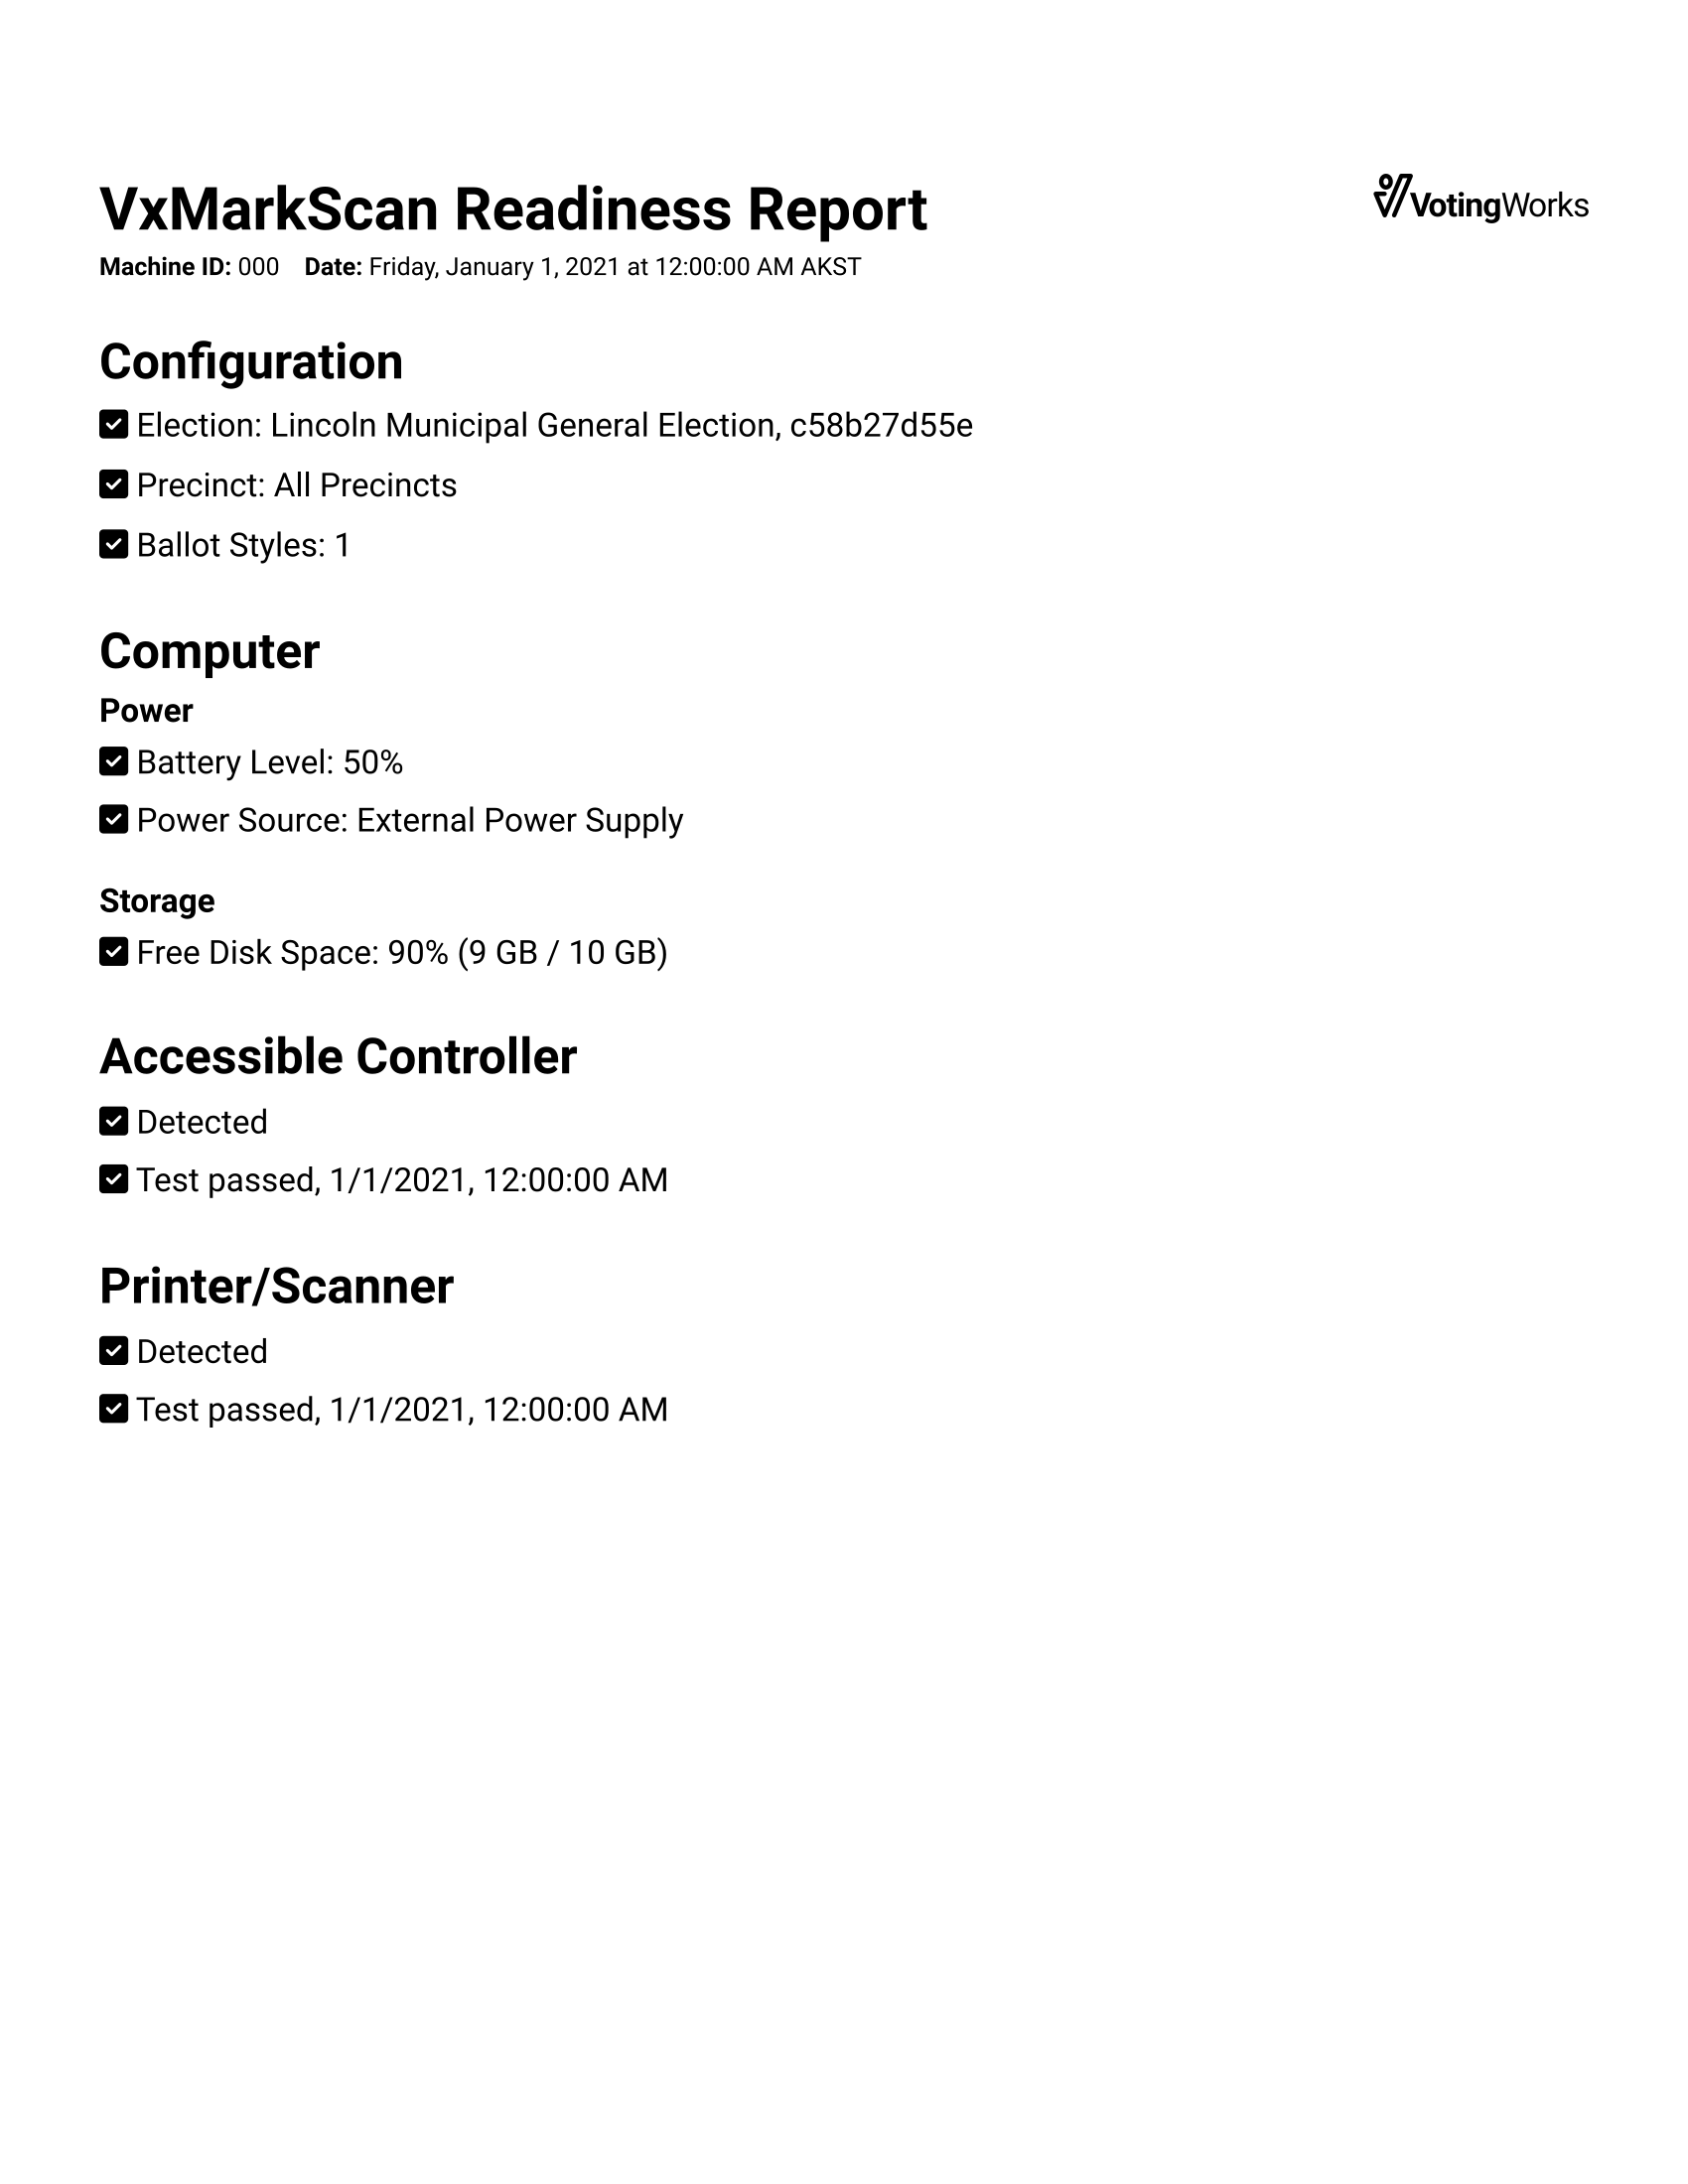 VxMarkScan Readiness Report
VotingWorks
Machine ID: 000 Date: Friday, January 1, 2021 at 12:00:00 AM AKST
Configuration
Election: Lincoln Municipal General Election, c58b27d55e
Precinct: All Precincts
Ballot Styles: 1
Computer
Power
Battery Level: 50%
Power Source: External Power Supply
Storage
Free Disk Space: 90% (9 GB / 10 GB)
Accessible Controller
Detected
Test passed, 1/1/2021, 12:00:00 AM
Printer/Scanner
Detected
Test passed, 1/1/2021, 12:00:00 AM